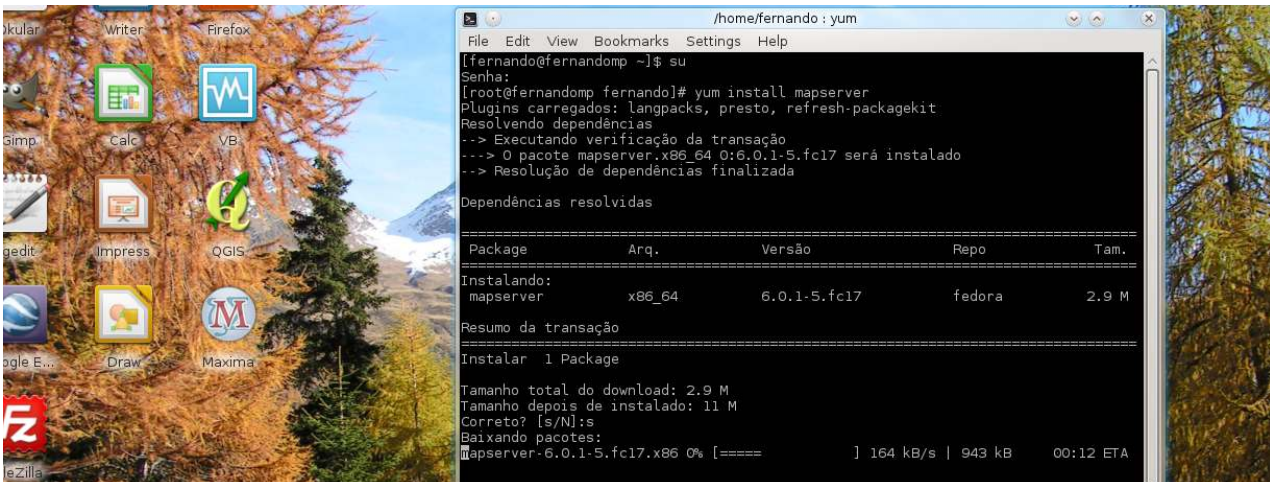 Okular
Writer
Firefox
Gimp
Calc
VB
gedit
Impress
QGIS
ogle E...
Draw
Maxima
leZilla
/home/fernando : yum
File Edit View Bookmarks Settings Help
[fernando@fernandomp ~]$ su
Senha:
[root@fernandomp fernando]# yum install mapserver
Plugins carregados: langpacks, presto, refresh-packagekit
Resolvendo dependências
--> Executando verificação da transação
---> O pacote mapserver.x86_64 0:6.0.1-5.fc17 será instalado
--> Resolução de dependências finalizada
Dependências resolvidas
================================================================================
Package Arq. Versão Repo Tam.
================================================================================
Instalando:
mapserver x86_64 6.0.1-5.fc17 fedora 2.9 M
Resumo da transação
================================================================================
Instalar 1 Package
Tamanho total do download: 2.9 M
Tamanho depois de instalado: 11 M
Correto? [s/N]:s
Baixando pacotes:
mapserver-6.0.1-5.fc17.x86 0% [===== ] 164 kB/s | 943 kB 00:12 ETA